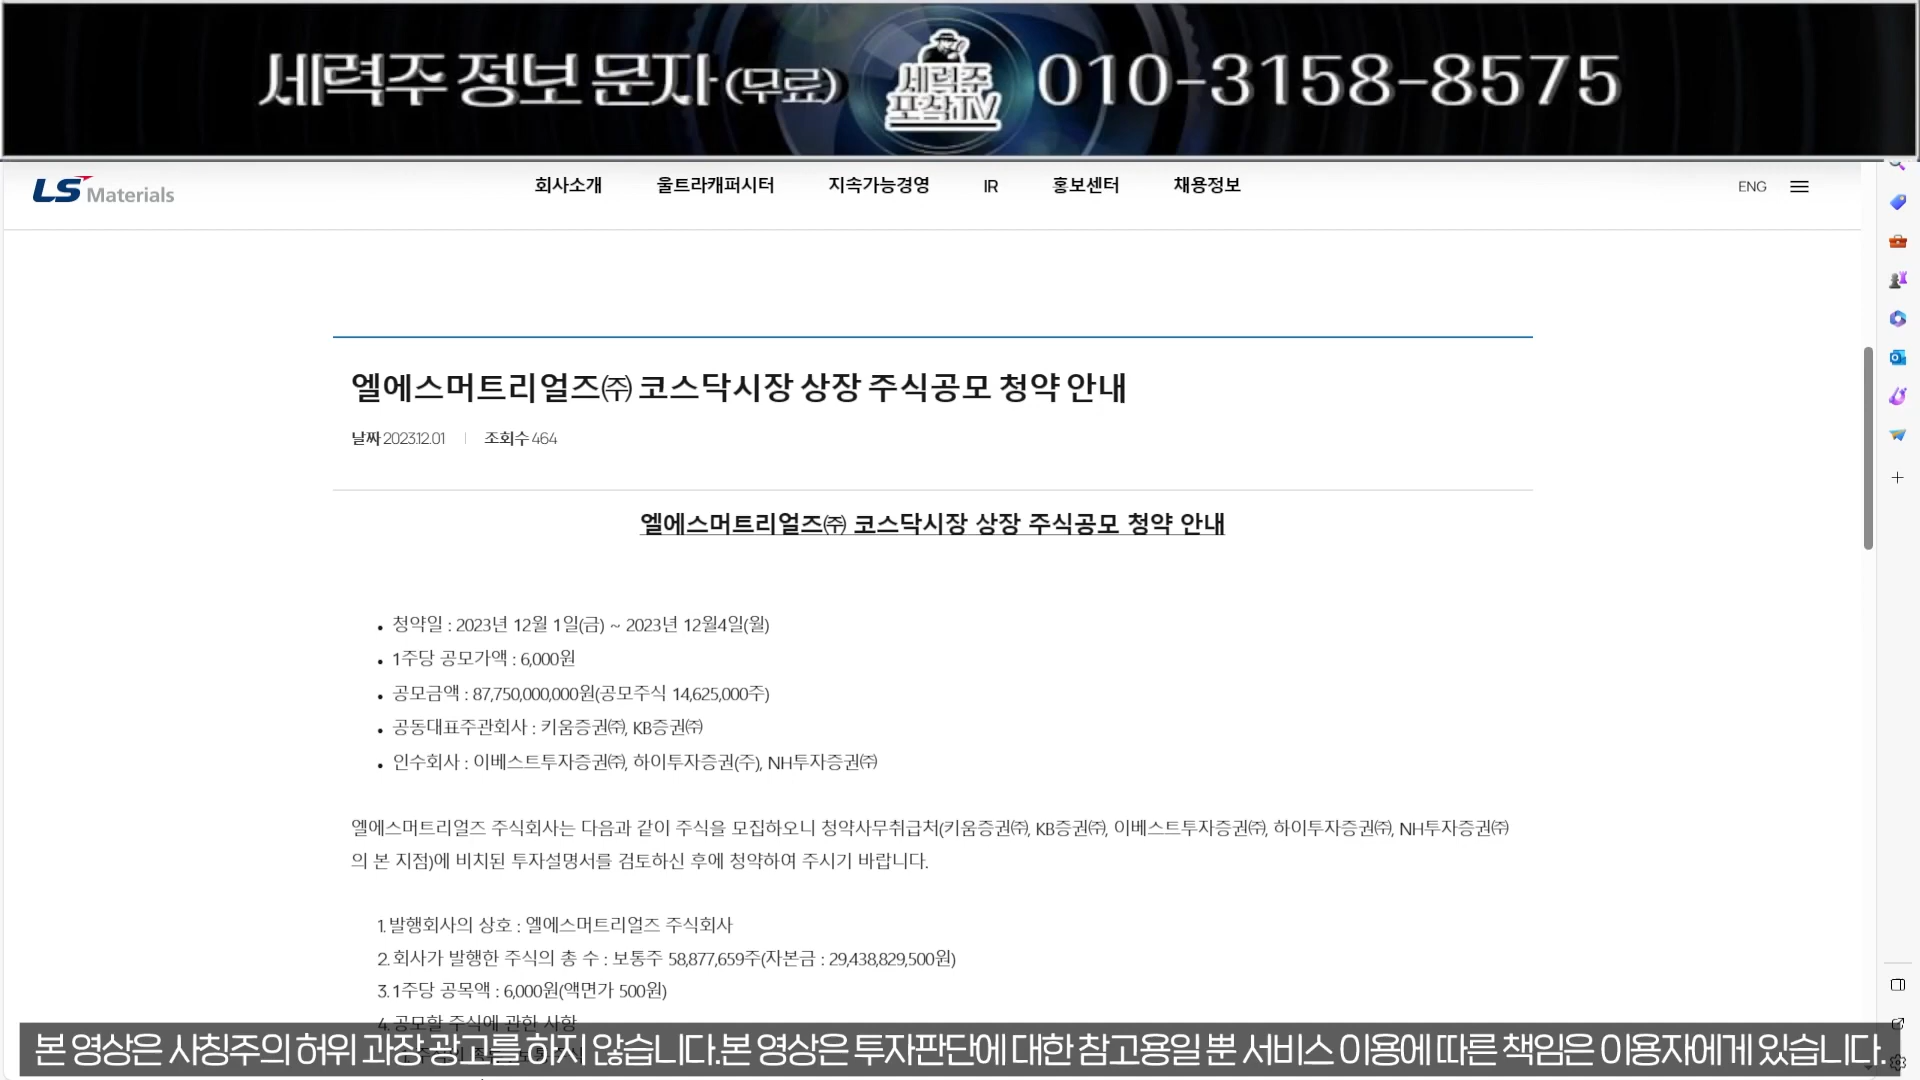 세력주 정보 문자 (무료) 세력주 포착TV 010-3158-8575
LS Materials 회사소개 울트라캐퍼시터 지속가능경영 IR 홍보센터 채용정보 ENG
엘에스머트리얼즈㈜ 코스닥시장 상장 주식공모 청약 안내
날짜 2023.12.01 조회수 464
엘에스머트리얼즈㈜ 코스닥시장 상장 주식공모 청약 안내
• 청약일 : 2023년 12월 1일(금) ~ 2023년 12월4일(월)
• 1주당 공모가액 : 6,000원
• 공모금액 : 87,750,000,000원(공모주식 14,625,000주)
• 공동대표주관회사 : 키움증권㈜, KB증권㈜
• 인수회사 : 이베스트투자증권㈜, 하이투자증권(주), NH투자증권㈜
엘에스머트리얼즈 주식회사는 다음과 같이 주식을 모집하오니 청약사무취급처(키움증권㈜, KB증권㈜, 이베스트투자증권㈜, 하이투자증권㈜, NH투자증권㈜
의 본 지점)에 비치된 투자설명서를 검토하신 후에 청약하여 주시기 바랍니다.
1. 발행회사의 상호 : 엘에스머트리얼즈 주식회사
2. 회사가 발행한 주식의 총 수 : 보통주 58,877,659주(자본금 : 29,438,829,500원)
3. 1주당 공목액 : 6,000원(액면가 500원)
4. 공모할 주식에 관한 사항
본 영상은 사칭주의 허위 과장 광고를 하지 않습니다.본 영상은 투자판단에 대한 참고용일 뿐 서비스 이용에 따른 책임은 이용자에게 있습니다.